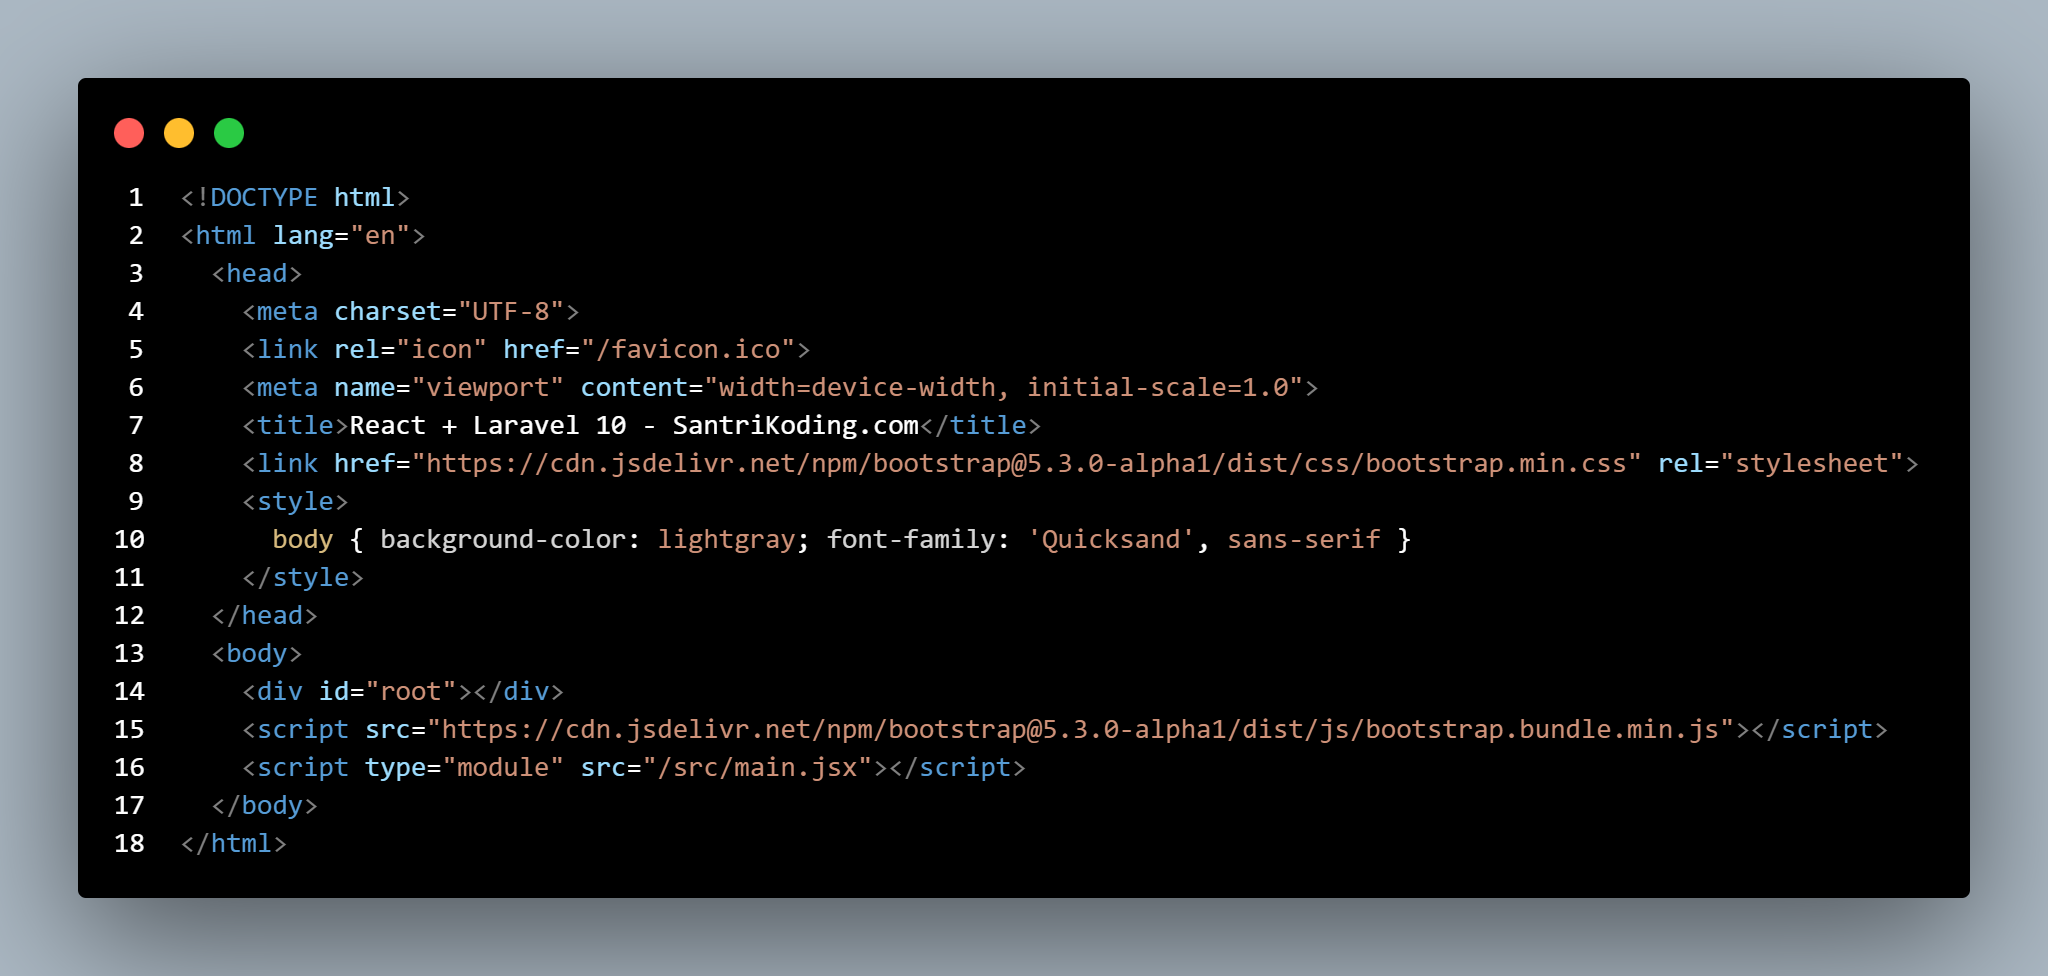 1 <!DOCTYPE html>
2 <html lang="en">
3   <head>
4     <meta charset="UTF-8">
5     <link rel="icon" href="/favicon.ico">
6     <meta name="viewport" content="width=device-width, initial-scale=1.0">
7     <title>React + Laravel 10 - SantriKoding.com</title>
8     <link href="https://cdn.jsdelivr.net/npm/bootstrap@5.3.0-alpha1/dist/css/bootstrap.min.css" rel="stylesheet">
9     <style>
10       body { background-color: lightgray; font-family: 'Quicksand', sans-serif }
11     </style>
12   </head>
13   <body>
14     <div id="root"></div>
15     <script src="https://cdn.jsdelivr.net/npm/bootstrap@5.3.0-alpha1/dist/js/bootstrap.bundle.min.js"></script>
16     <script type="module" src="/src/main.jsx"></script>
17   </body>
18 </html>